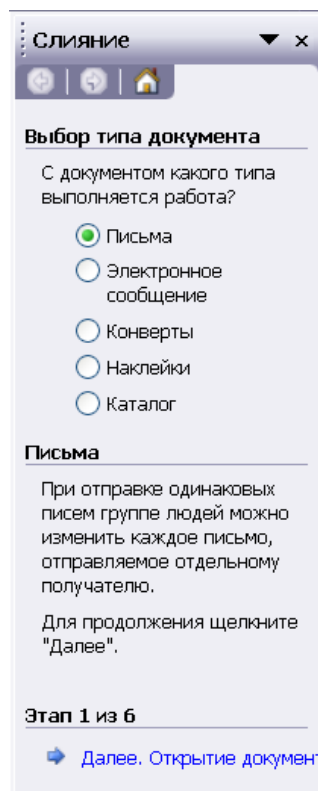 Слияние
Выбор типа документа
С документом какого типа
выполняется работа?
Письма
Электронное
сообщение
Конверты
Наклейки
Каталог
Письма
При отправке одинаковых
писем группе людей можно
изменить каждое письмо,
отправляемое отдельному
получателю.
Для продолжения щелкните
"Далее".
Этап 1 из 6
Далее. Открытие документ